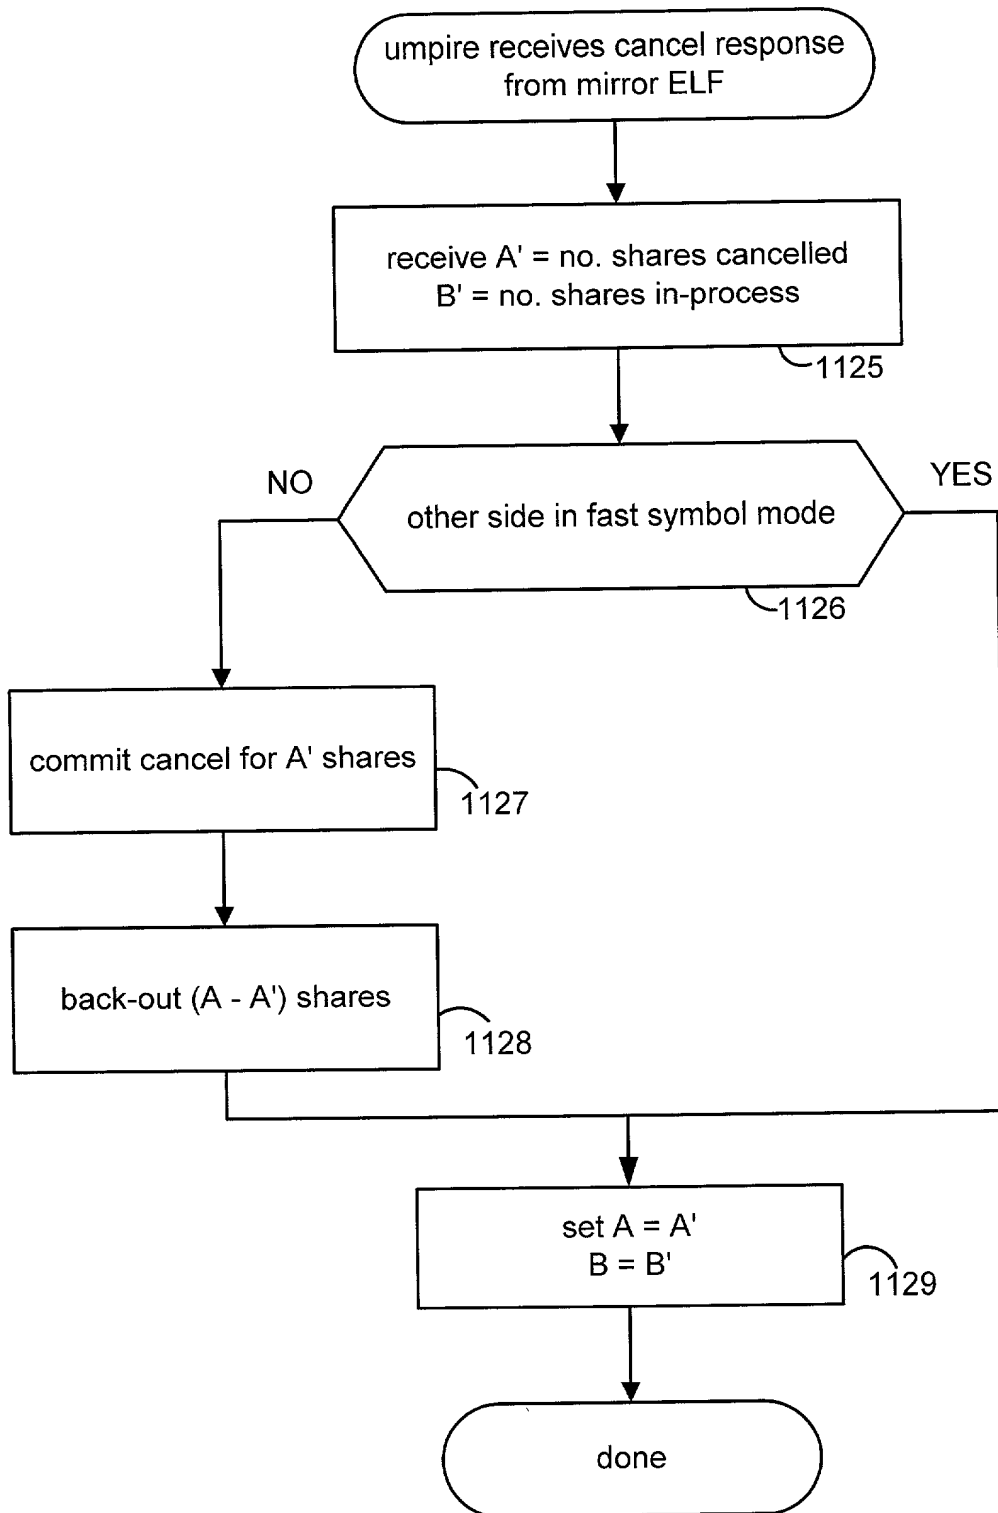 umpire receives cancel response
from mirror ELF
receive A' = no. shares cancelled
B' = no. shares in-process
1125
NO
YES
other side in fast symbol mode
1126
commit cancel for A' shares
1127
back-out (A - A') shares
1128
set A = A'
B = B'
1129
done